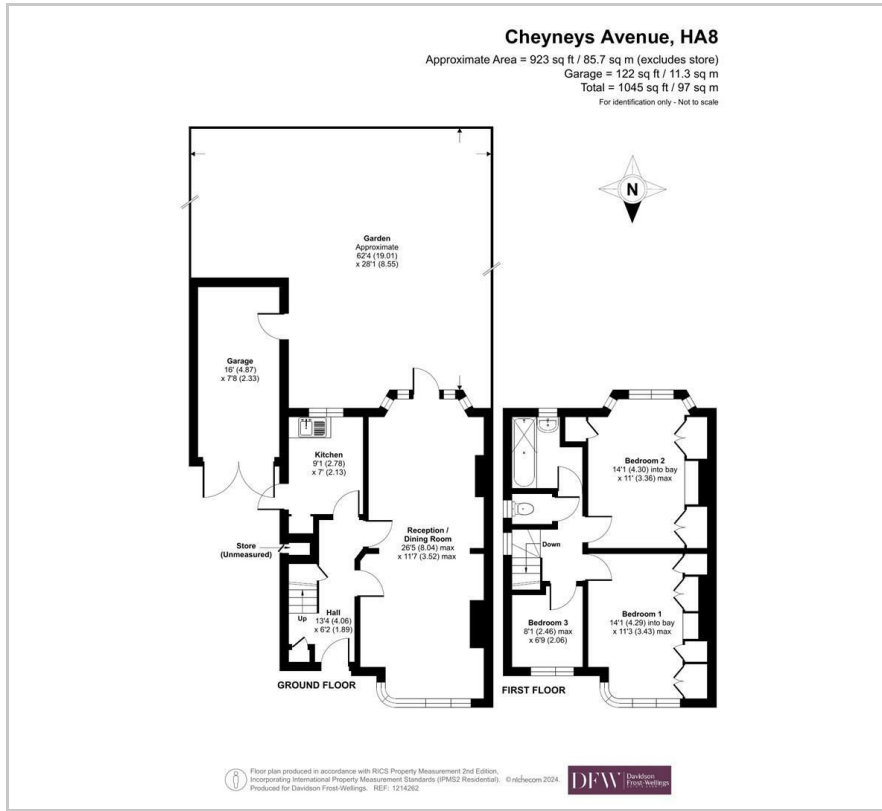 Cheyneys Avenue, HA8
Approximate Area = 923 sq ft / 85.7 sq m (excludes store)
Garage = 122 sq ft / 11.3 sq m
Total = 1045 sq ft / 97 sq m
For identification only - Not to scale
N
Garden
Approximate
62'4 (19.01)
x 28'1 (8.55)
Garage
16' (4.87)
x 7'8 (2.33)
Kitchen
9'1 (2.78)
x 7' (2.13)
Store
(Unmeasured)
Reception /
Dining Room
26'5 (8.04) max
x 11'7 (3.52) max
Up
Hall
13'4 (4.06)
x 6'2 (1.89)
GROUND FLOOR
Bedroom 2
14'1 (4.30) into bay
x 11' (3.36) max
Down
Bedroom 3
8'1 (2.46) max
x 6'9 (2.06)
Bedroom 1
14'1 (4.29) into bay
x 11'3 (3.43) max
FIRST FLOOR
Floor plan produced in accordance with RICS Property Measurement 2nd Edition,
Incorporating International Property Measurement Standards (IPMS2 Residential). © nichecom 2024.
Produced for Davidson Frost-Wellings. REF: 1214262
DFW Davidson
Frost-Wellings